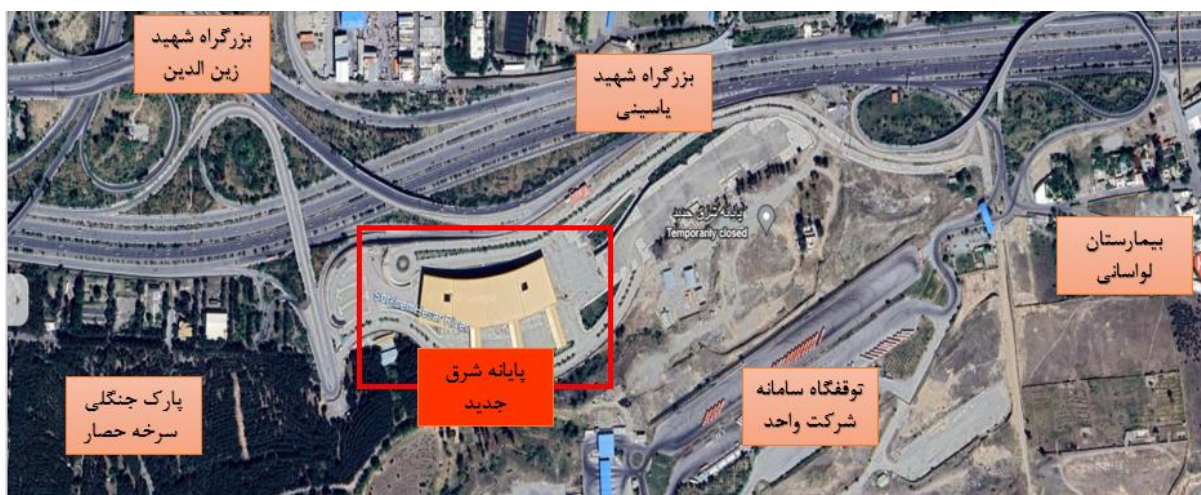 بزرگراه شهید
زین الدین
بزرگراه شهید
یاسینی
پایانه شرق جدید
Temporarily closed
بیمارستان
لواسانی
پایانه شرق
جدید
توقفگاه سامانه
شرکت واحد
پارک جنگلی
سرخه حصار